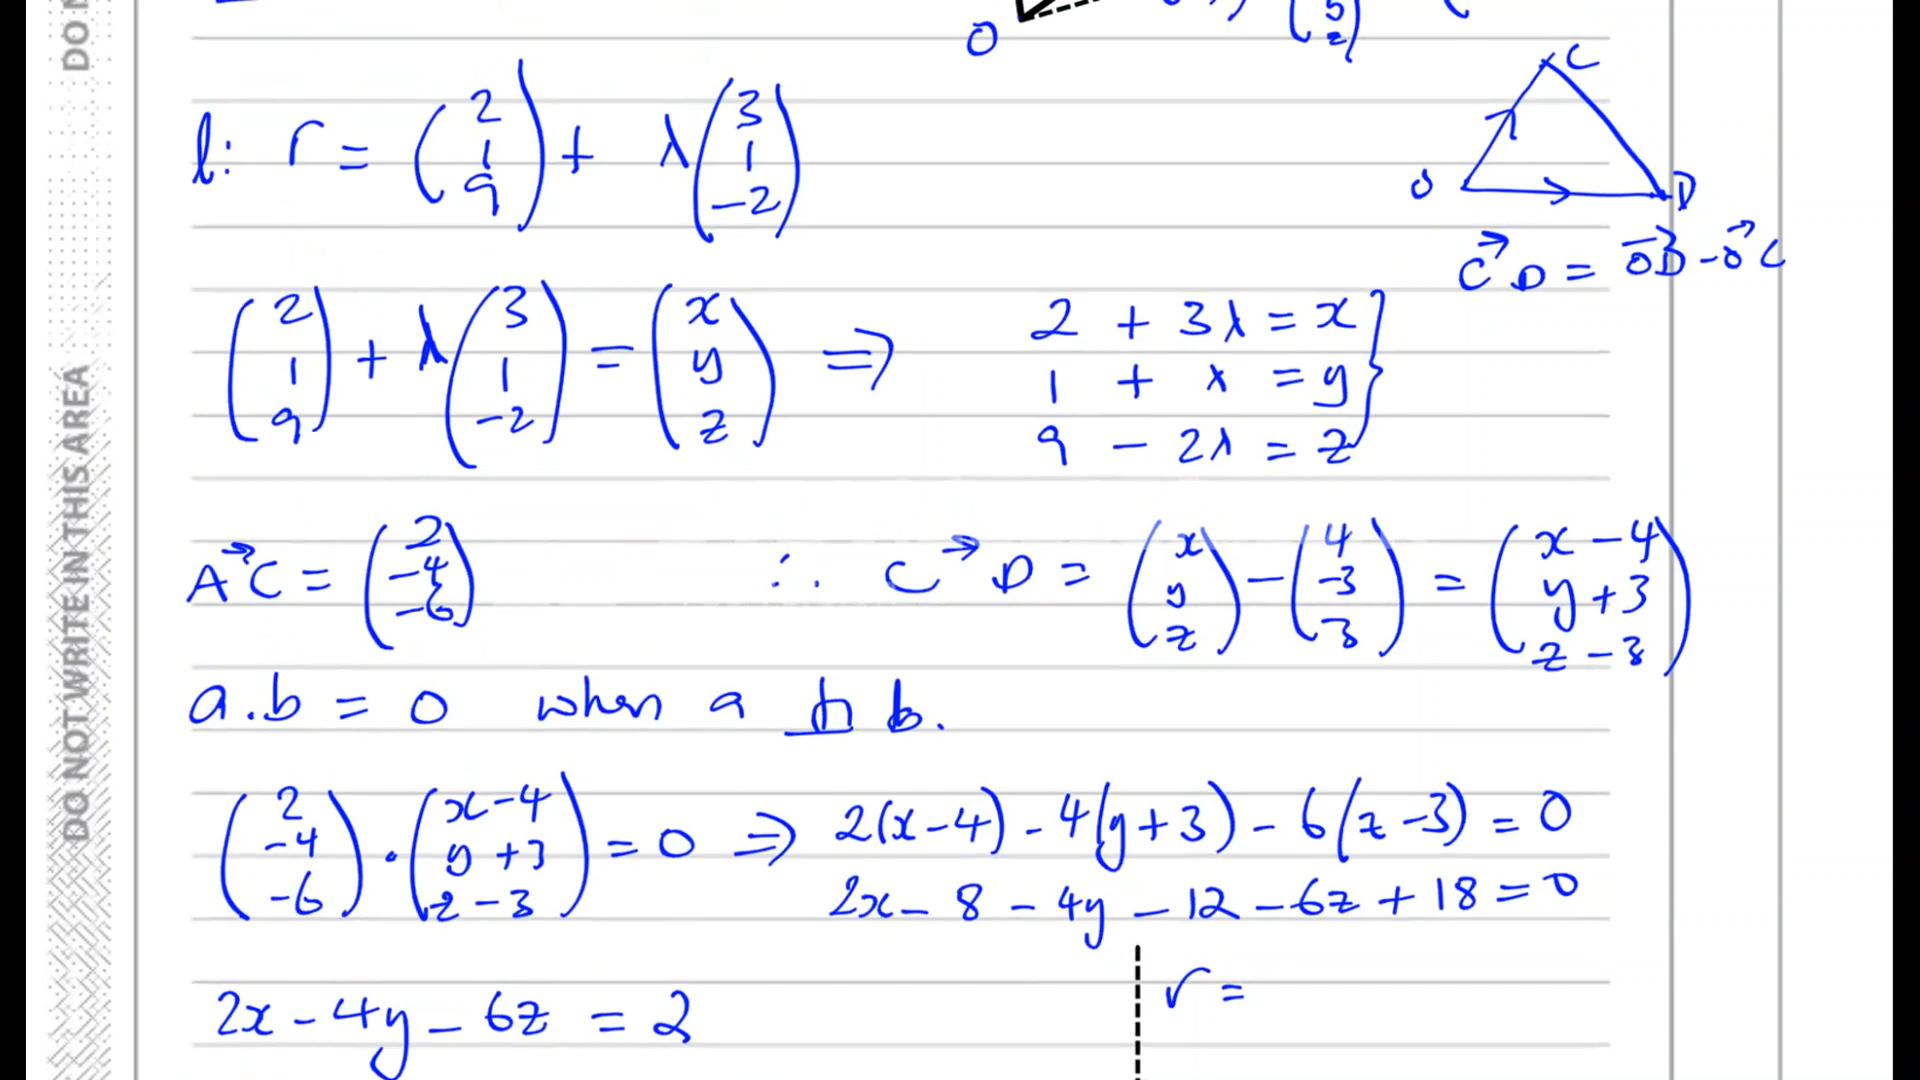 DO N
O
5
2
C
O
D
l: r = (2 1 9) + λ(3 1 -2)
C→D = O→D - O→C
(2 1 9) + λ(3 1 -2) = (x y z) ⇒
2 + 3λ = x
1 + λ = y
9 - 2λ = z
DO NOT WRITE IN THIS AREA
A→C = (2 -4 -6) ∴ C→D = (x y z) - (4 -3 3) = (x-4 y+3 z-3)
a.b = 0 when a ⊥ b.
(2 -4 -6) . (x-4 y+3 z-3) = 0 ⇒ 2(x-4) - 4(y+3) - 6(z-3) = 0
2x - 8 - 4y - 12 - 6z + 18 = 0
2x - 4y - 6z = 2
r =